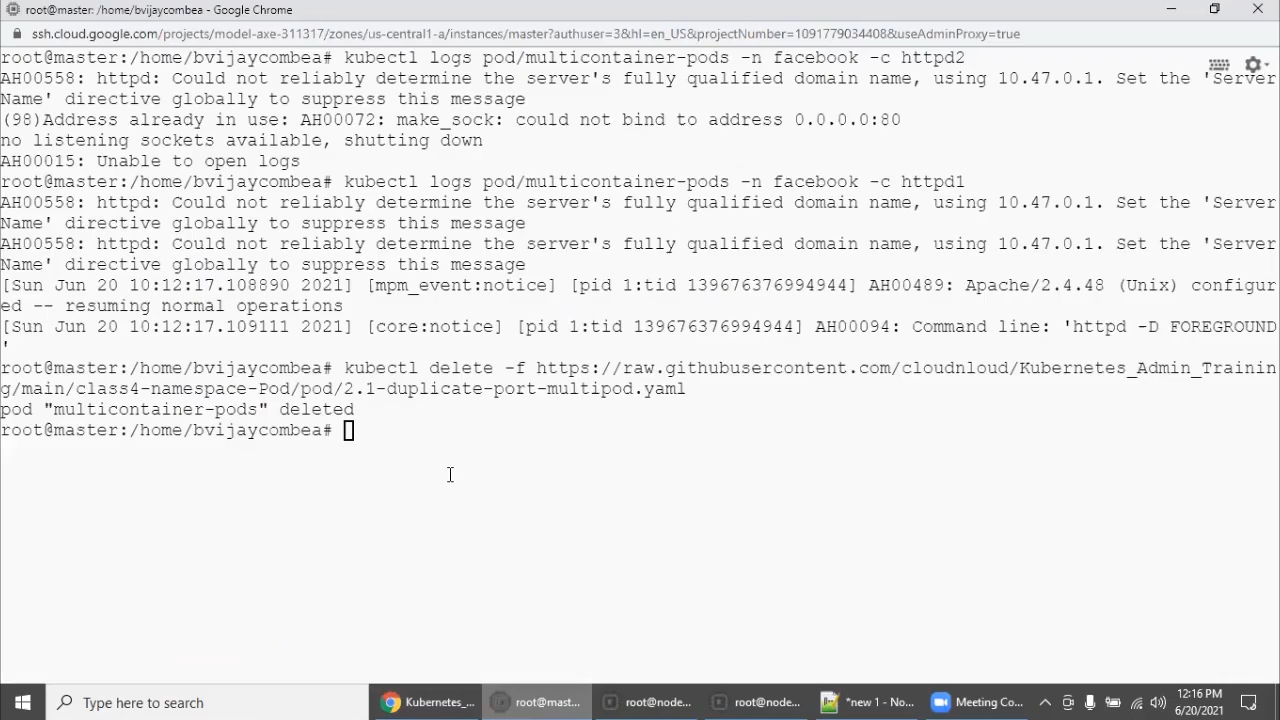 root@master: /home/bvijaycombea - Google Chrome
ssh.cloud.google.com/projects/model-axe-311317/zones/us-central1-a/instances/master?authuser=3&hl=en_US&projectNumber=1091779034408&useAdminProxy=true
root@master:/home/bvijaycombea# kubectl logs pod/multicontainer-pods -n facebook -c httpd2
AH00558: httpd: Could not reliably determine the server's fully qualified domain name, using 10.47.0.1. Set the 'Server
Name' directive globally to suppress this message
(98)Address already in use: AH00072: make_sock: could not bind to address 0.0.0.0:80
no listening sockets available, shutting down
AH00015: Unable to open logs
root@master:/home/bvijaycombea# kubectl logs pod/multicontainer-pods -n facebook -c httpd1
AH00558: httpd: Could not reliably determine the server's fully qualified domain name, using 10.47.0.1. Set the 'Server
Name' directive globally to suppress this message
AH00558: httpd: Could not reliably determine the server's fully qualified domain name, using 10.47.0.1. Set the 'Server
Name' directive globally to suppress this message
[Sun Jun 20 10:12:17.108890 2021] [mpm_event:notice] [pid 1:tid 139676376994944] AH00489: Apache/2.4.48 (Unix) configur
ed -- resuming normal operations
[Sun Jun 20 10:12:17.109111 2021] [core:notice] [pid 1:tid 139676376994944] AH00094: Command line: 'httpd -D FOREGROUND
'
root@master:/home/bvijaycombea# kubectl delete -f https://raw.githubusercontent.com/cloudnloud/Kubernetes_Admin_Trainin
g/main/class4-namespace-Pod/pod/2.1-duplicate-port-multipod.yaml
pod "multicontainer-pods" deleted
root@master:/home/bvijaycombea#
Type here to search
Kubernetes_...
root@mast...
root@node...
root@node...
*new 1 - No...
Meeting Co...
12:16 PM
6/20/2021